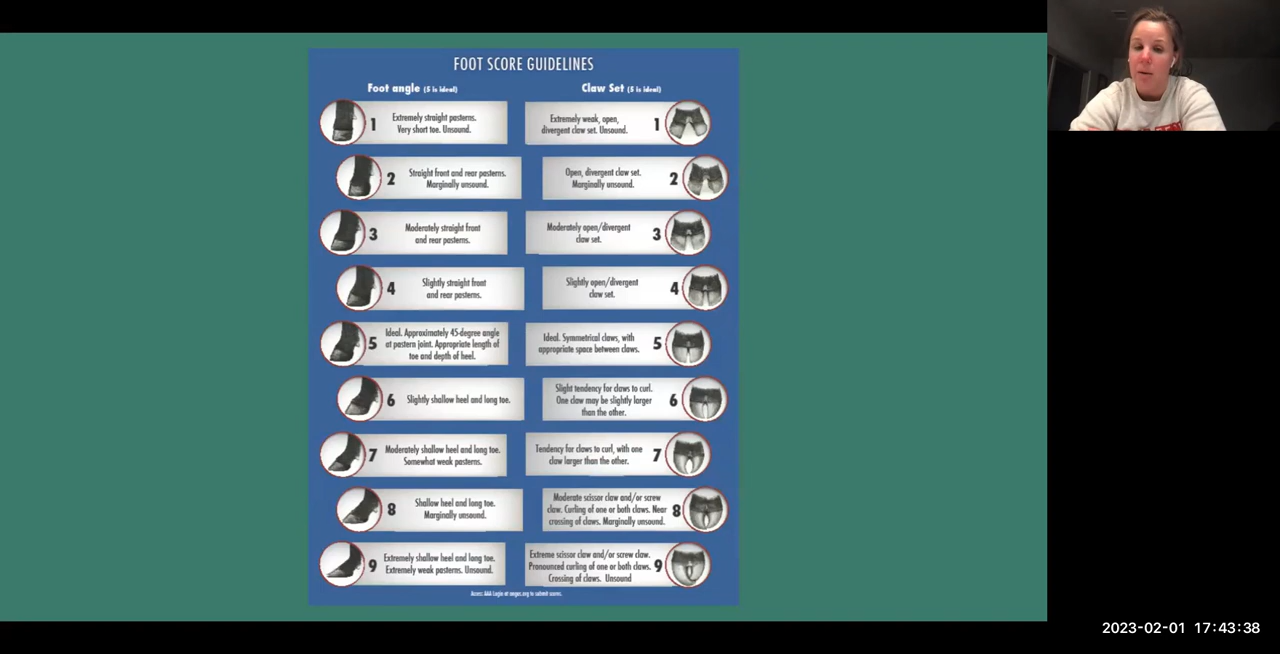 FOOT SCORE GUIDELINES
Foot angle (5 is ideal)
1 Extremely straight pasterns.
Very short toe. Unsound.
2 Straight front and rear pasterns.
Marginally unsound.
3 Moderately straight front
and rear pasterns.
4 Slightly straight front
and rear pasterns.
5 Ideal. Approximately 45-degree angle
at pastern joint. Appropriate length of
toe and depth of heel.
6 Slightly shallow heel and long toe.
7 Moderately shallow heel and long toe.
Somewhat weak pasterns.
8 Shallow heel and long toe.
Marginally unsound.
9 Extremely shallow heel and long toe.
Extremely weak pasterns. Unsound.
Claw Set (5 is ideal)
Extremely weak, open,
divergent claw set. Unsound. 1
Open, divergent claw set.
Marginally unsound. 2
Moderately open/divergent
claw set. 3
Slightly open/divergent
claw set. 4
Ideal. Symmetrical claws, with
appropriate space between claws. 5
Slight tendency for claws to curl.
One claw may be slightly larger
than the other. 6
Tendency for claws to curl, with one
claw larger than the other. 7
Moderate scissor claw and/or screw
claw. Curling of one or both claws. Near
crossing of claws. Marginally unsound. 8
Extreme scissor claw and/or screw claw.
Pronounced curling of one or both claws.
Crossing of claws. Unsound 9
Access AAA Login at angus.org to submit scores.
2023-02-01 17:43:38